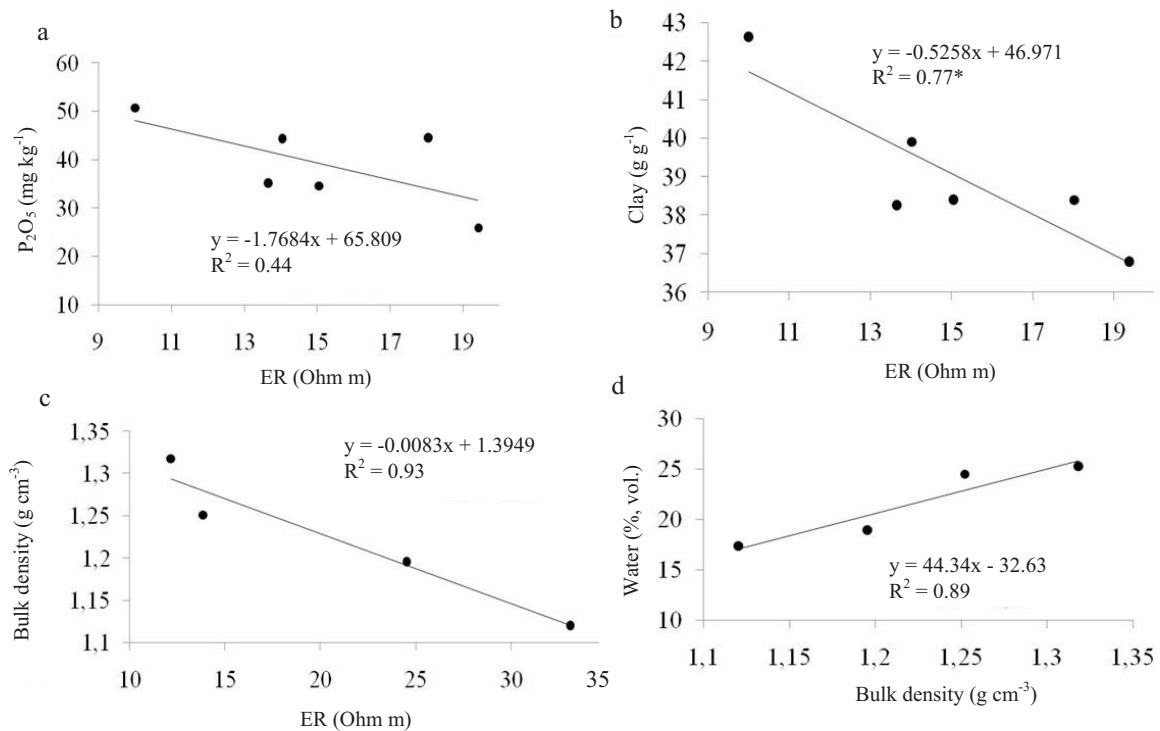 a
60
50
40
30
20
10
P₂O₅ (mg kg⁻¹)
y = -1.7684x + 65.809
R² = 0.44
9 11 13 15 17 19
ER (Ohm m)
b
43
42
41
40
39
38
37
36
Clay (g g⁻¹)
y = -0.5258x + 46.971
R² = 0.77*
9 11 13 15 17 19
ER (Ohm m)
c
1,35
1,3
1,25
1,2
1,15
1,1
Bulk density (g cm⁻³)
y = -0.0083x + 1.3949
R² = 0.93
10 15 20 25 30 35
ER (Ohm m)
d
30
25
20
15
10
Water (%, vol.)
y = 44.34x - 32.63
R² = 0.89
1,1 1,15 1,2 1,25 1,3 1,35
Bulk density (g cm⁻³)